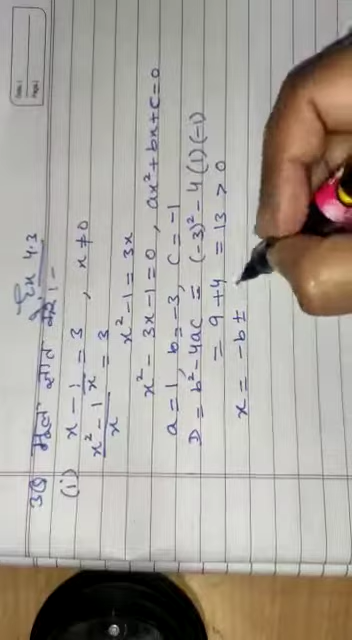 Ex 4.3
3Q मूल ज्ञात करें।:-
(i) x - 1/x = 3 , x ≠ 0
x² - 1/x = 3
x² - 1 = 3x
x² - 3x - 1 = 0 , ax² + bx + c = 0
a = 1, b = -3, c = -1
D = b² - 4ac = (-3)² - 4(1)(-1)
= 9 + 4 = 13 > 0
x = -b ±